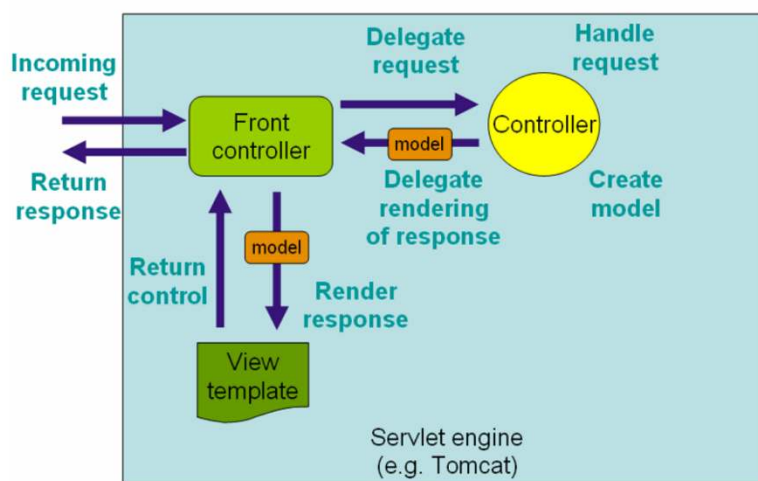 Incoming
request
Return
response
Delegate
request
Handle
request
Front
controller
Controller
model
Delegate
rendering
of response
Create
model
model
Return
control
Render
response
View
template
Servlet engine
(e.g. Tomcat)